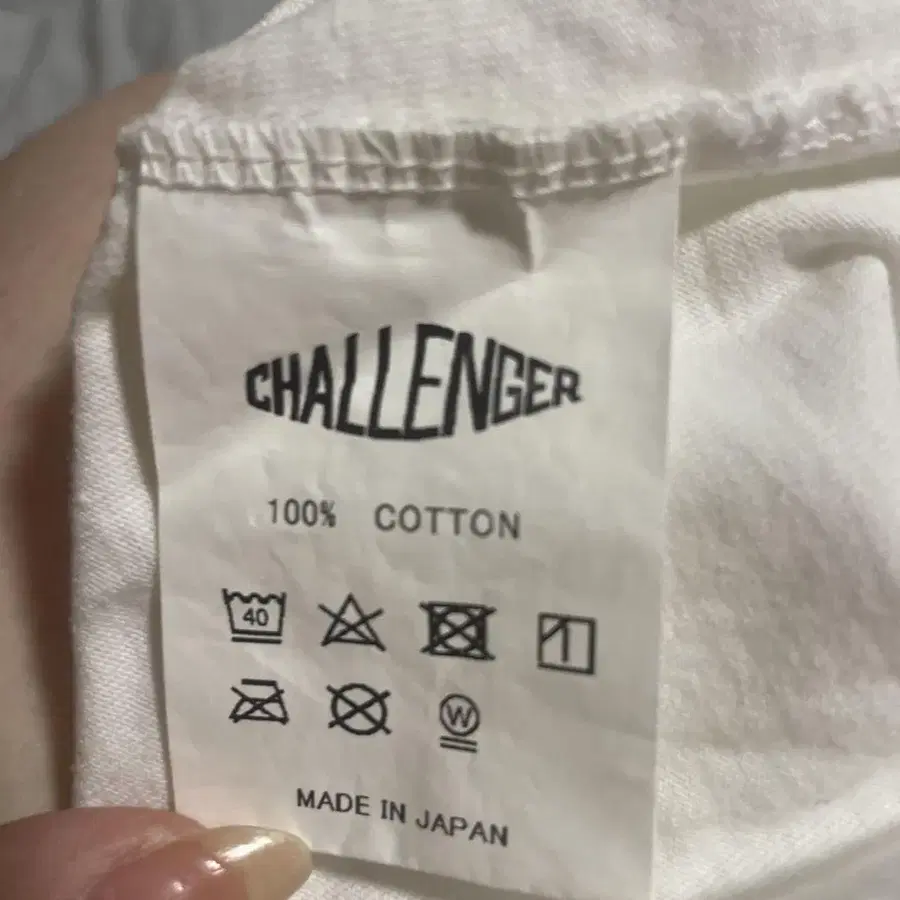 CHALLENGER
100% COTTON
40
W
MADE IN JAPAN